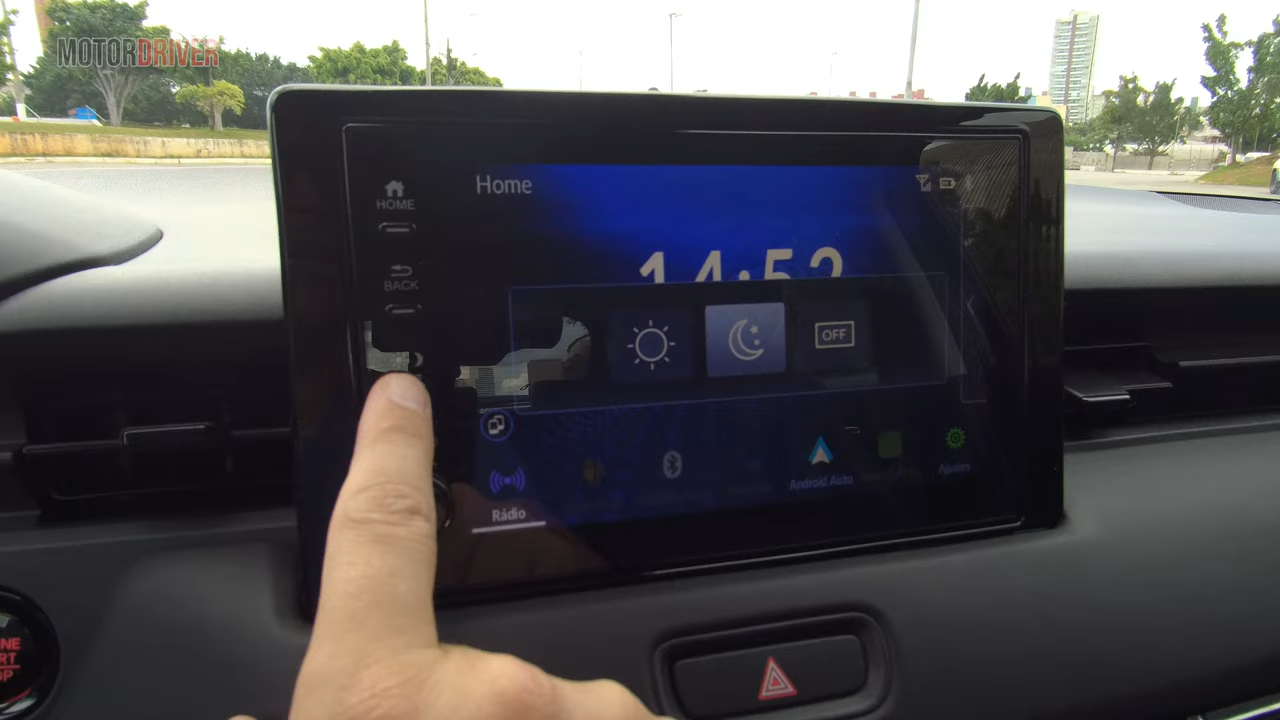 MOTORDRIVER
HOME
Home
14:52
BACK
OFF
Android Auto
Ajustes
Rádio